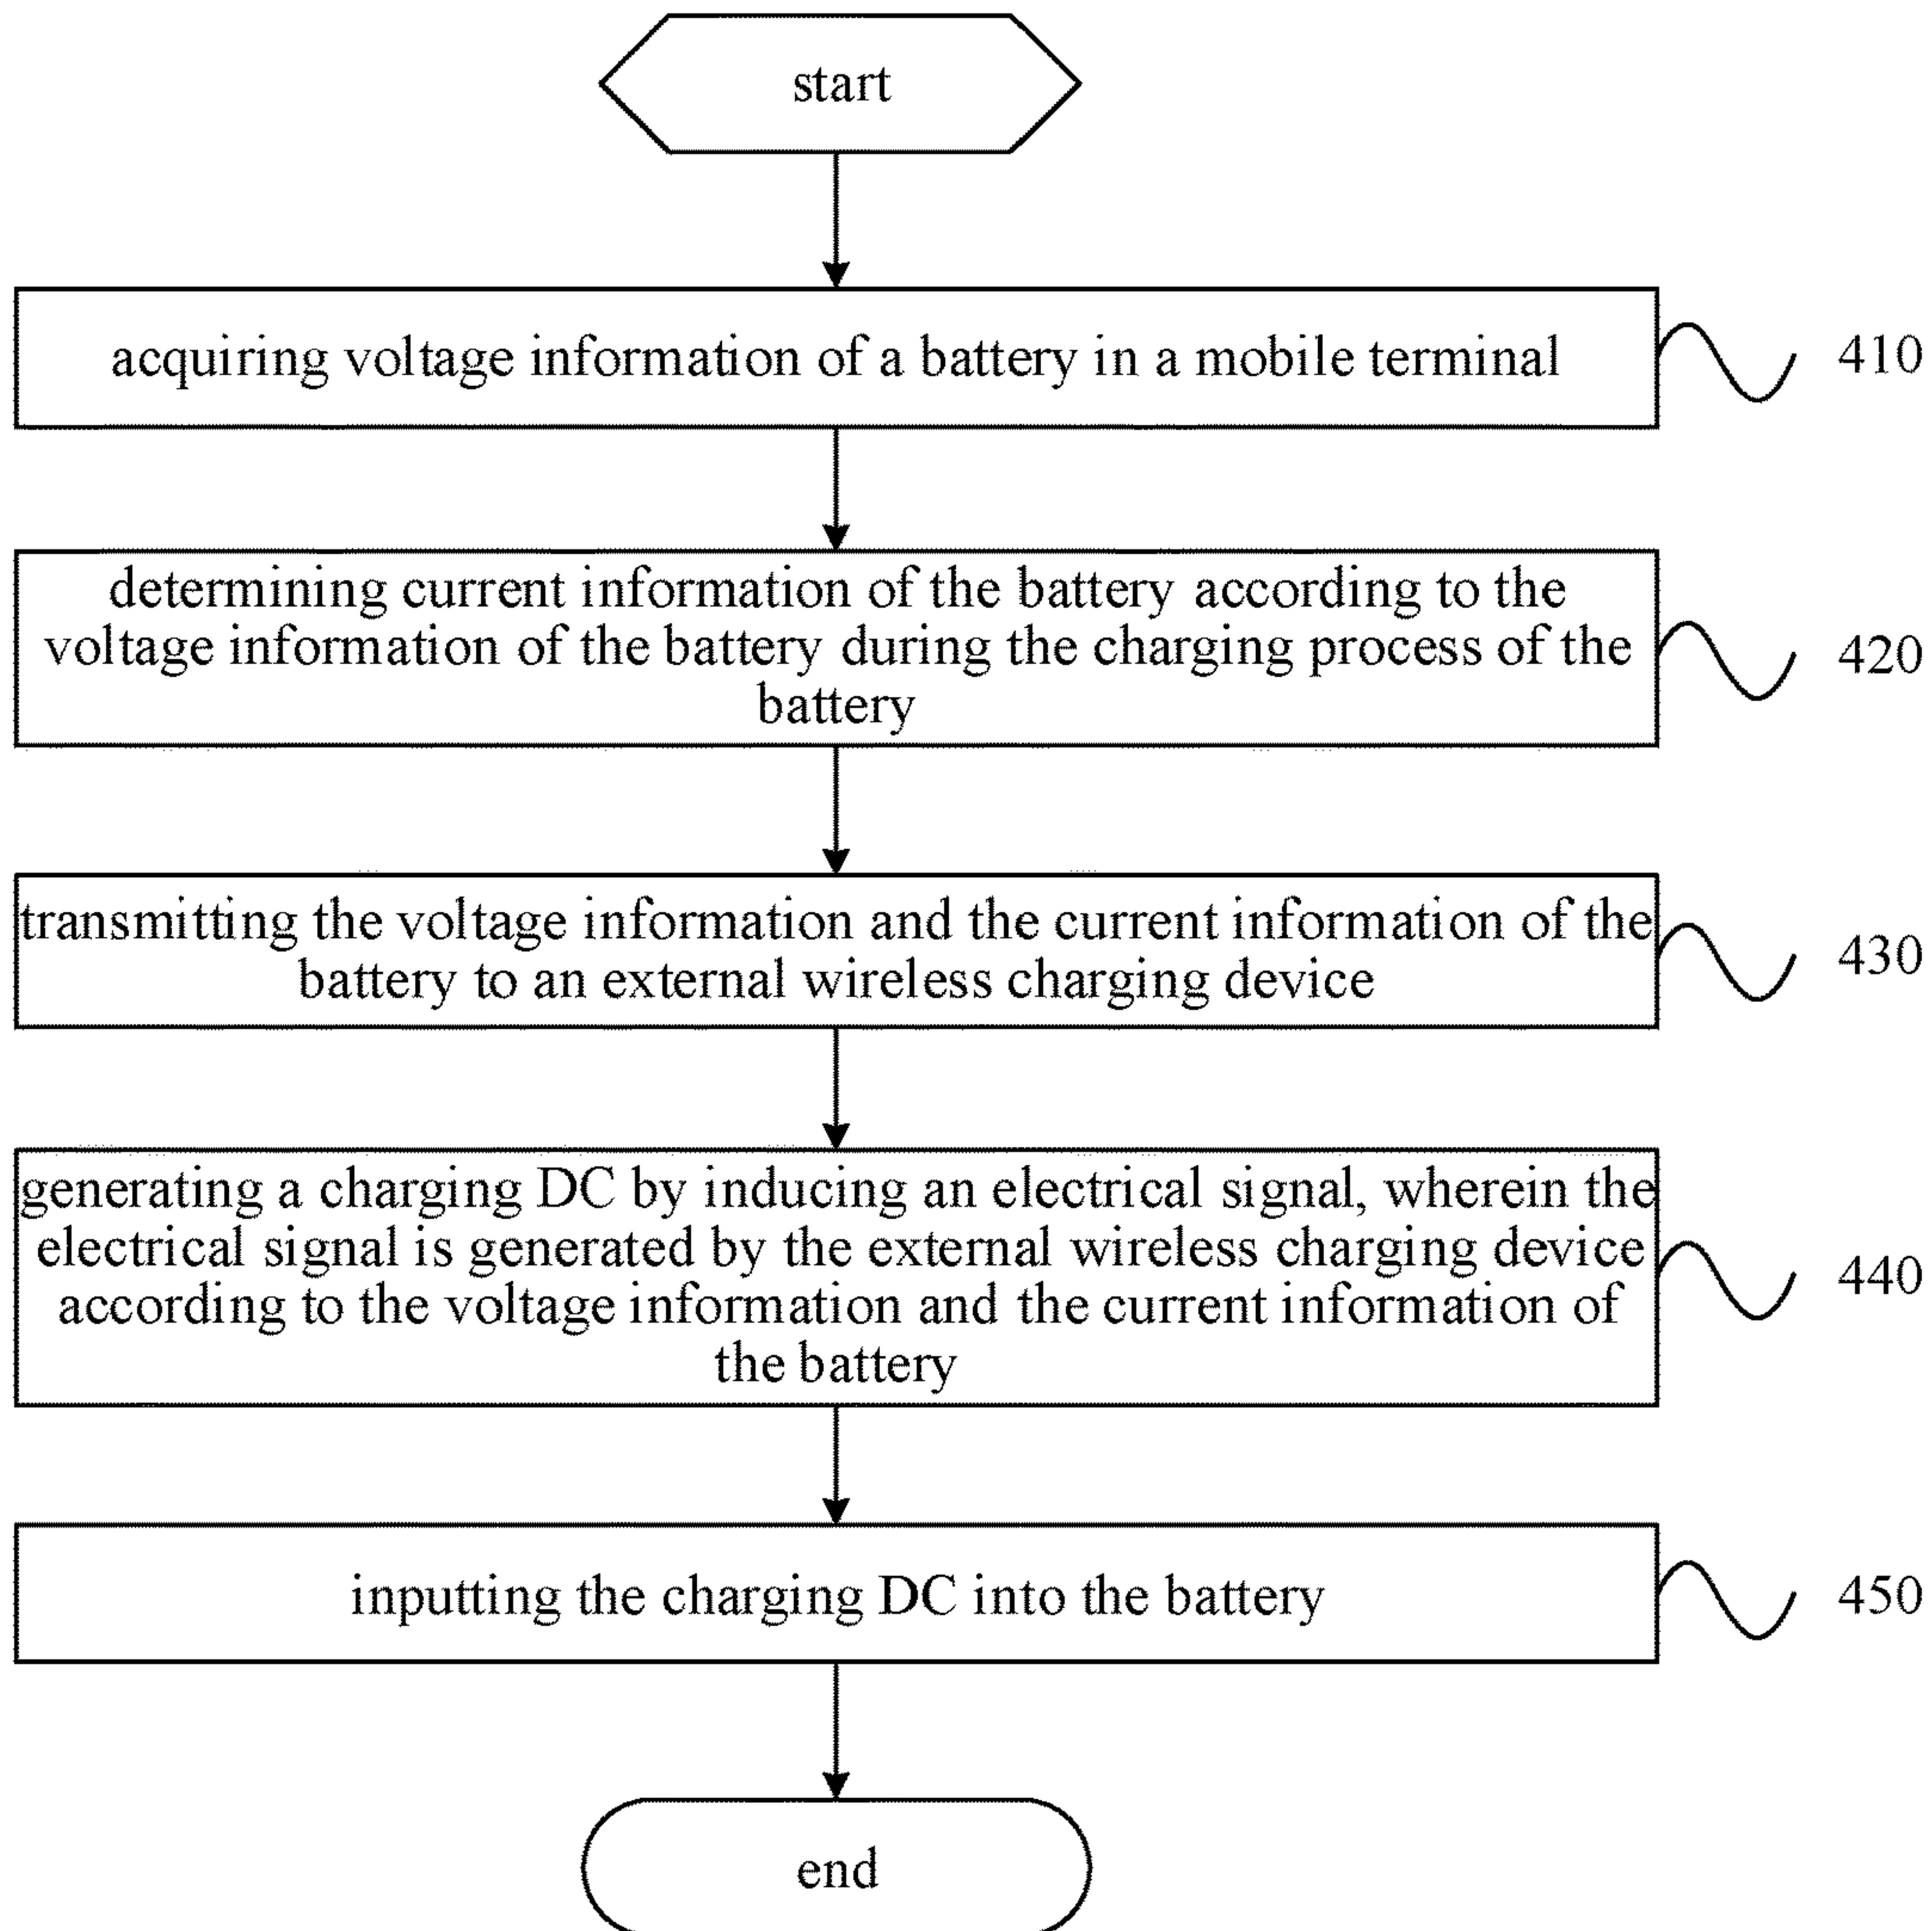 start
acquiring voltage information of a battery in a mobile terminal
410
determining current information of the battery according to the
voltage information of the battery during the charging process of the
battery
420
transmitting the voltage information and the current information of the
battery to an external wireless charging device
430
generating a charging DC by inducing an electrical signal, wherein the
electrical signal is generated by the external wireless charging device
according to the voltage information and the current information of
the battery
440
inputting the charging DC into the battery
450
end